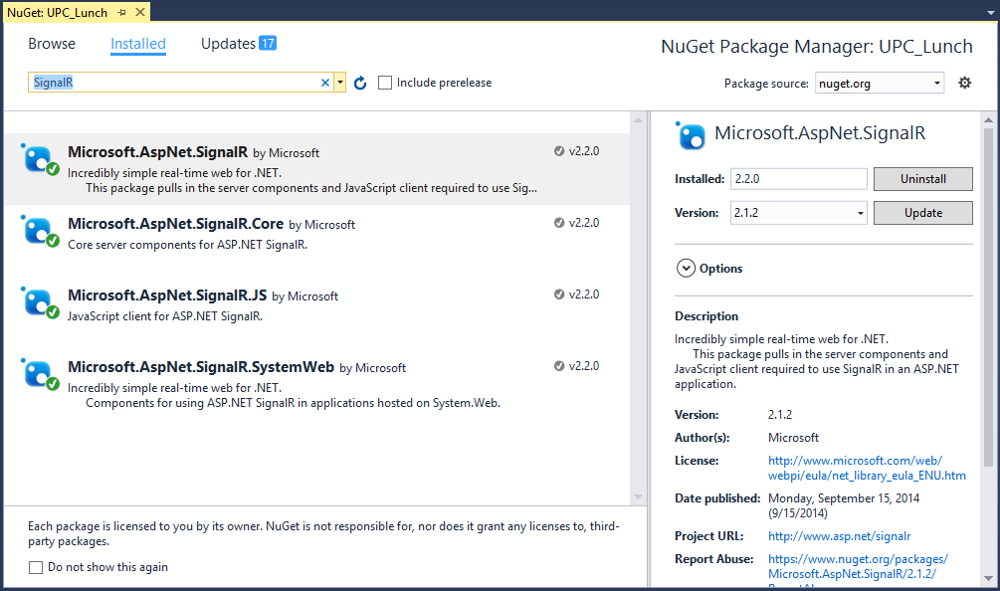 NuGet: UPC_Lunch
Browse
Installed
Updates 17
NuGet Package Manager: UPC_Lunch
SignalR
Include prerelease
Package source: nuget.org
Microsoft.AspNet.SignalR by Microsoft
v2.2.0
Incredibly simple real-time web for .NET.
This package pulls in the server components and JavaScript client required to use Sig...
Microsoft.AspNet.SignalR.Core by Microsoft
v2.2.0
Core server components for ASP.NET SignalR.
Microsoft.AspNet.SignalR.JS by Microsoft
v2.2.0
JavaScript client for ASP.NET SignalR.
Microsoft.AspNet.SignalR.SystemWeb by Microsoft
v2.2.0
Incredibly simple real-time web for .NET.
Components for using ASP.NET SignalR in applications hosted on System.Web.
Each package is licensed to you by its owner. NuGet is not responsible for, nor does it grant any licenses to, third-
party packages.
Do not show this again
Microsoft.AspNet.SignalR
Installed: 2.2.0 Uninstall
Version: 2.1.2 Update
Options
Description
Incredibly simple real-time web for .NET.
This package pulls in the server components and
JavaScript client required to use SignalR in an ASP.NET
application.
Version: 2.1.2
Author(s): Microsoft
License: http://www.microsoft.com/web/
webpi/eula/net_library_eula_ENU.htm
Date published: Monday, September 15, 2014
(9/15/2014)
Project URL: http://www.asp.net/signalr
Report Abuse: https://www.nuget.org/packages/
Microsoft.AspNet.SignalR/2.1.2/